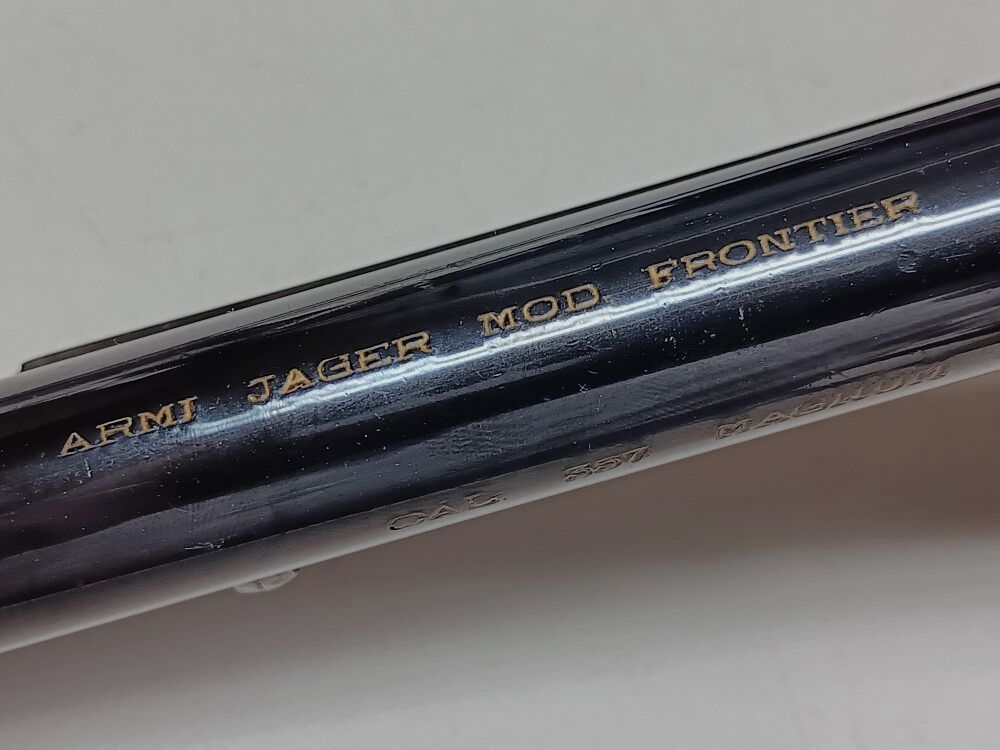 ARMI JAGER MOD. FRONTIER
CAL. 357 MAGNUM